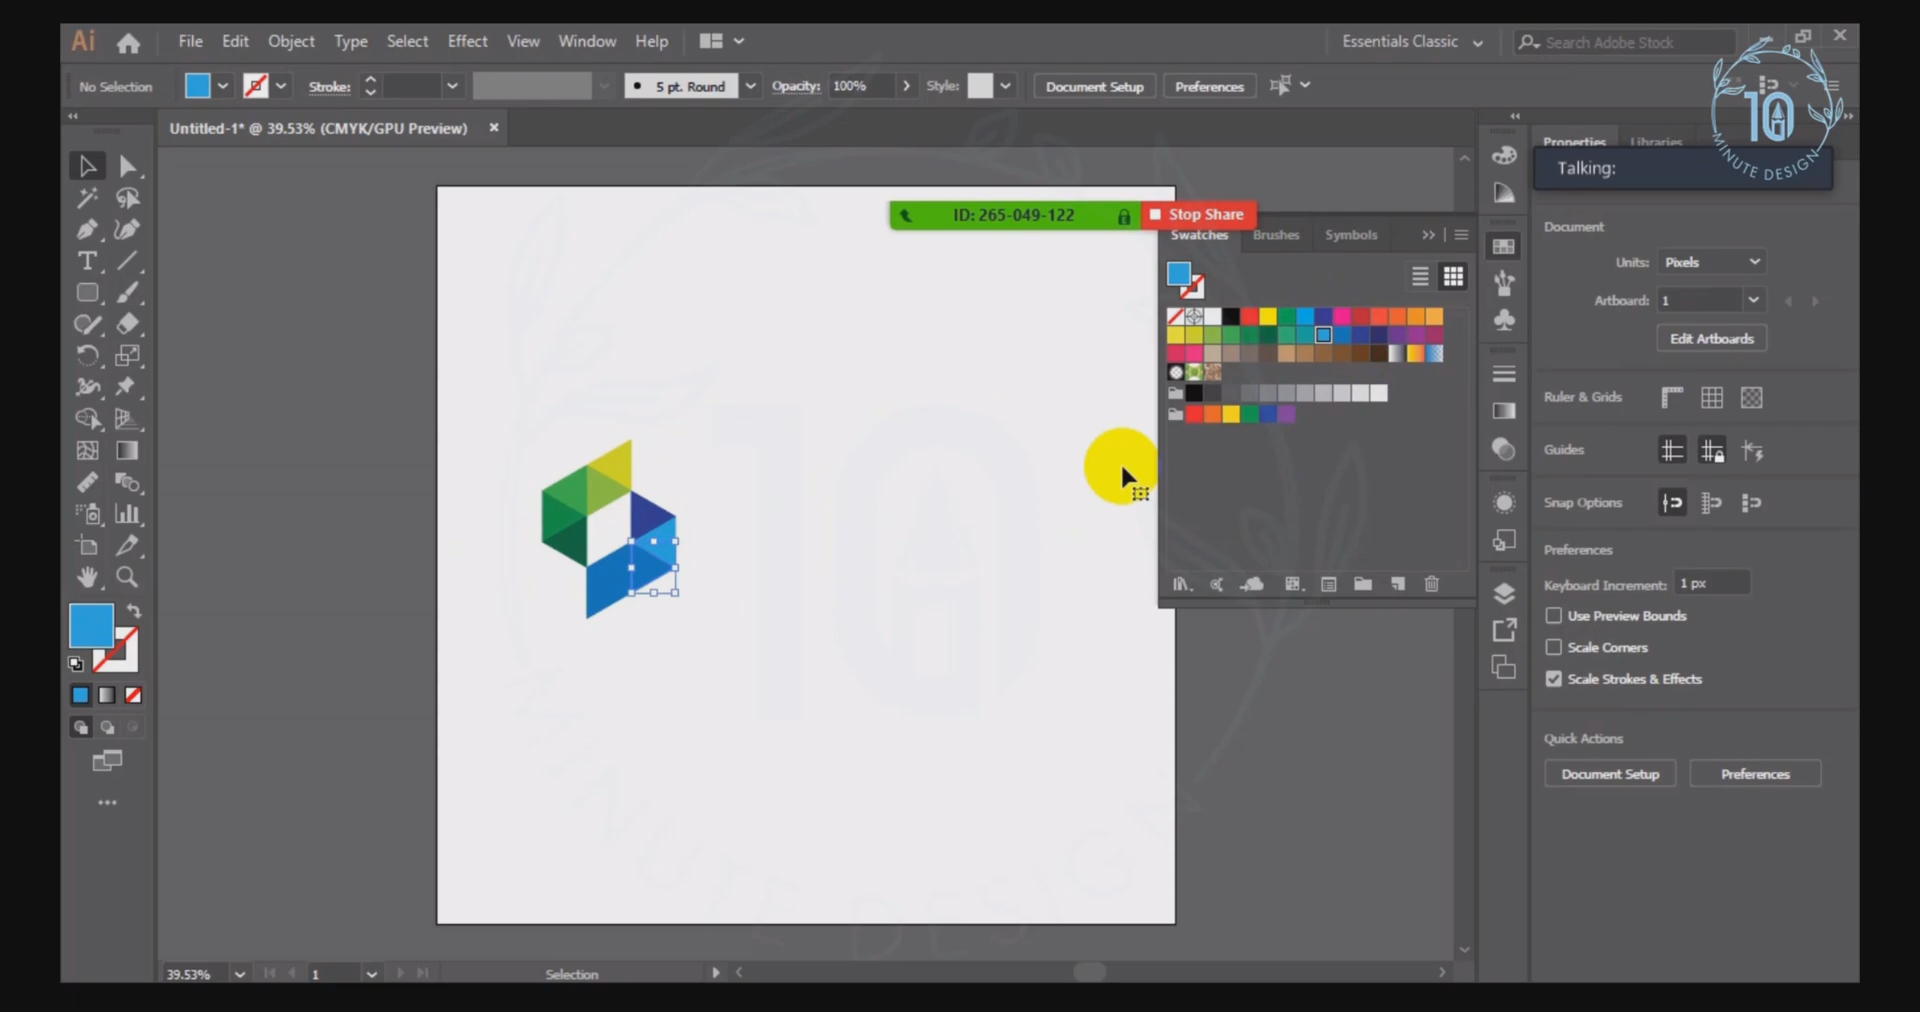 Ai File Edit Object Type Select Effect View Window Help Essentials Classic Search Adobe Stock
No Selection Stroke: 5 pt. Round Opacity: 100% Style: Document Setup Preferences
Untitled-1* @ 39.53% (CMYK/GPU Preview)
10
MINUTE DESIGN
Properties Libraries
Talking:
ID: 265-049-122 Stop Share
Swatches Brushes Symbols
Document
Units: Pixels
Artboard: 1
Edit Artboards
Ruler & Grids
Guides
Snap Options
Preferences
Keyboard Increment: 1 px
Use Preview Bounds
Scale Corners
Scale Strokes & Effects
Quick Actions
Document Setup Preferences
10
MINUTE DESIGN
39.53% 1 Selection